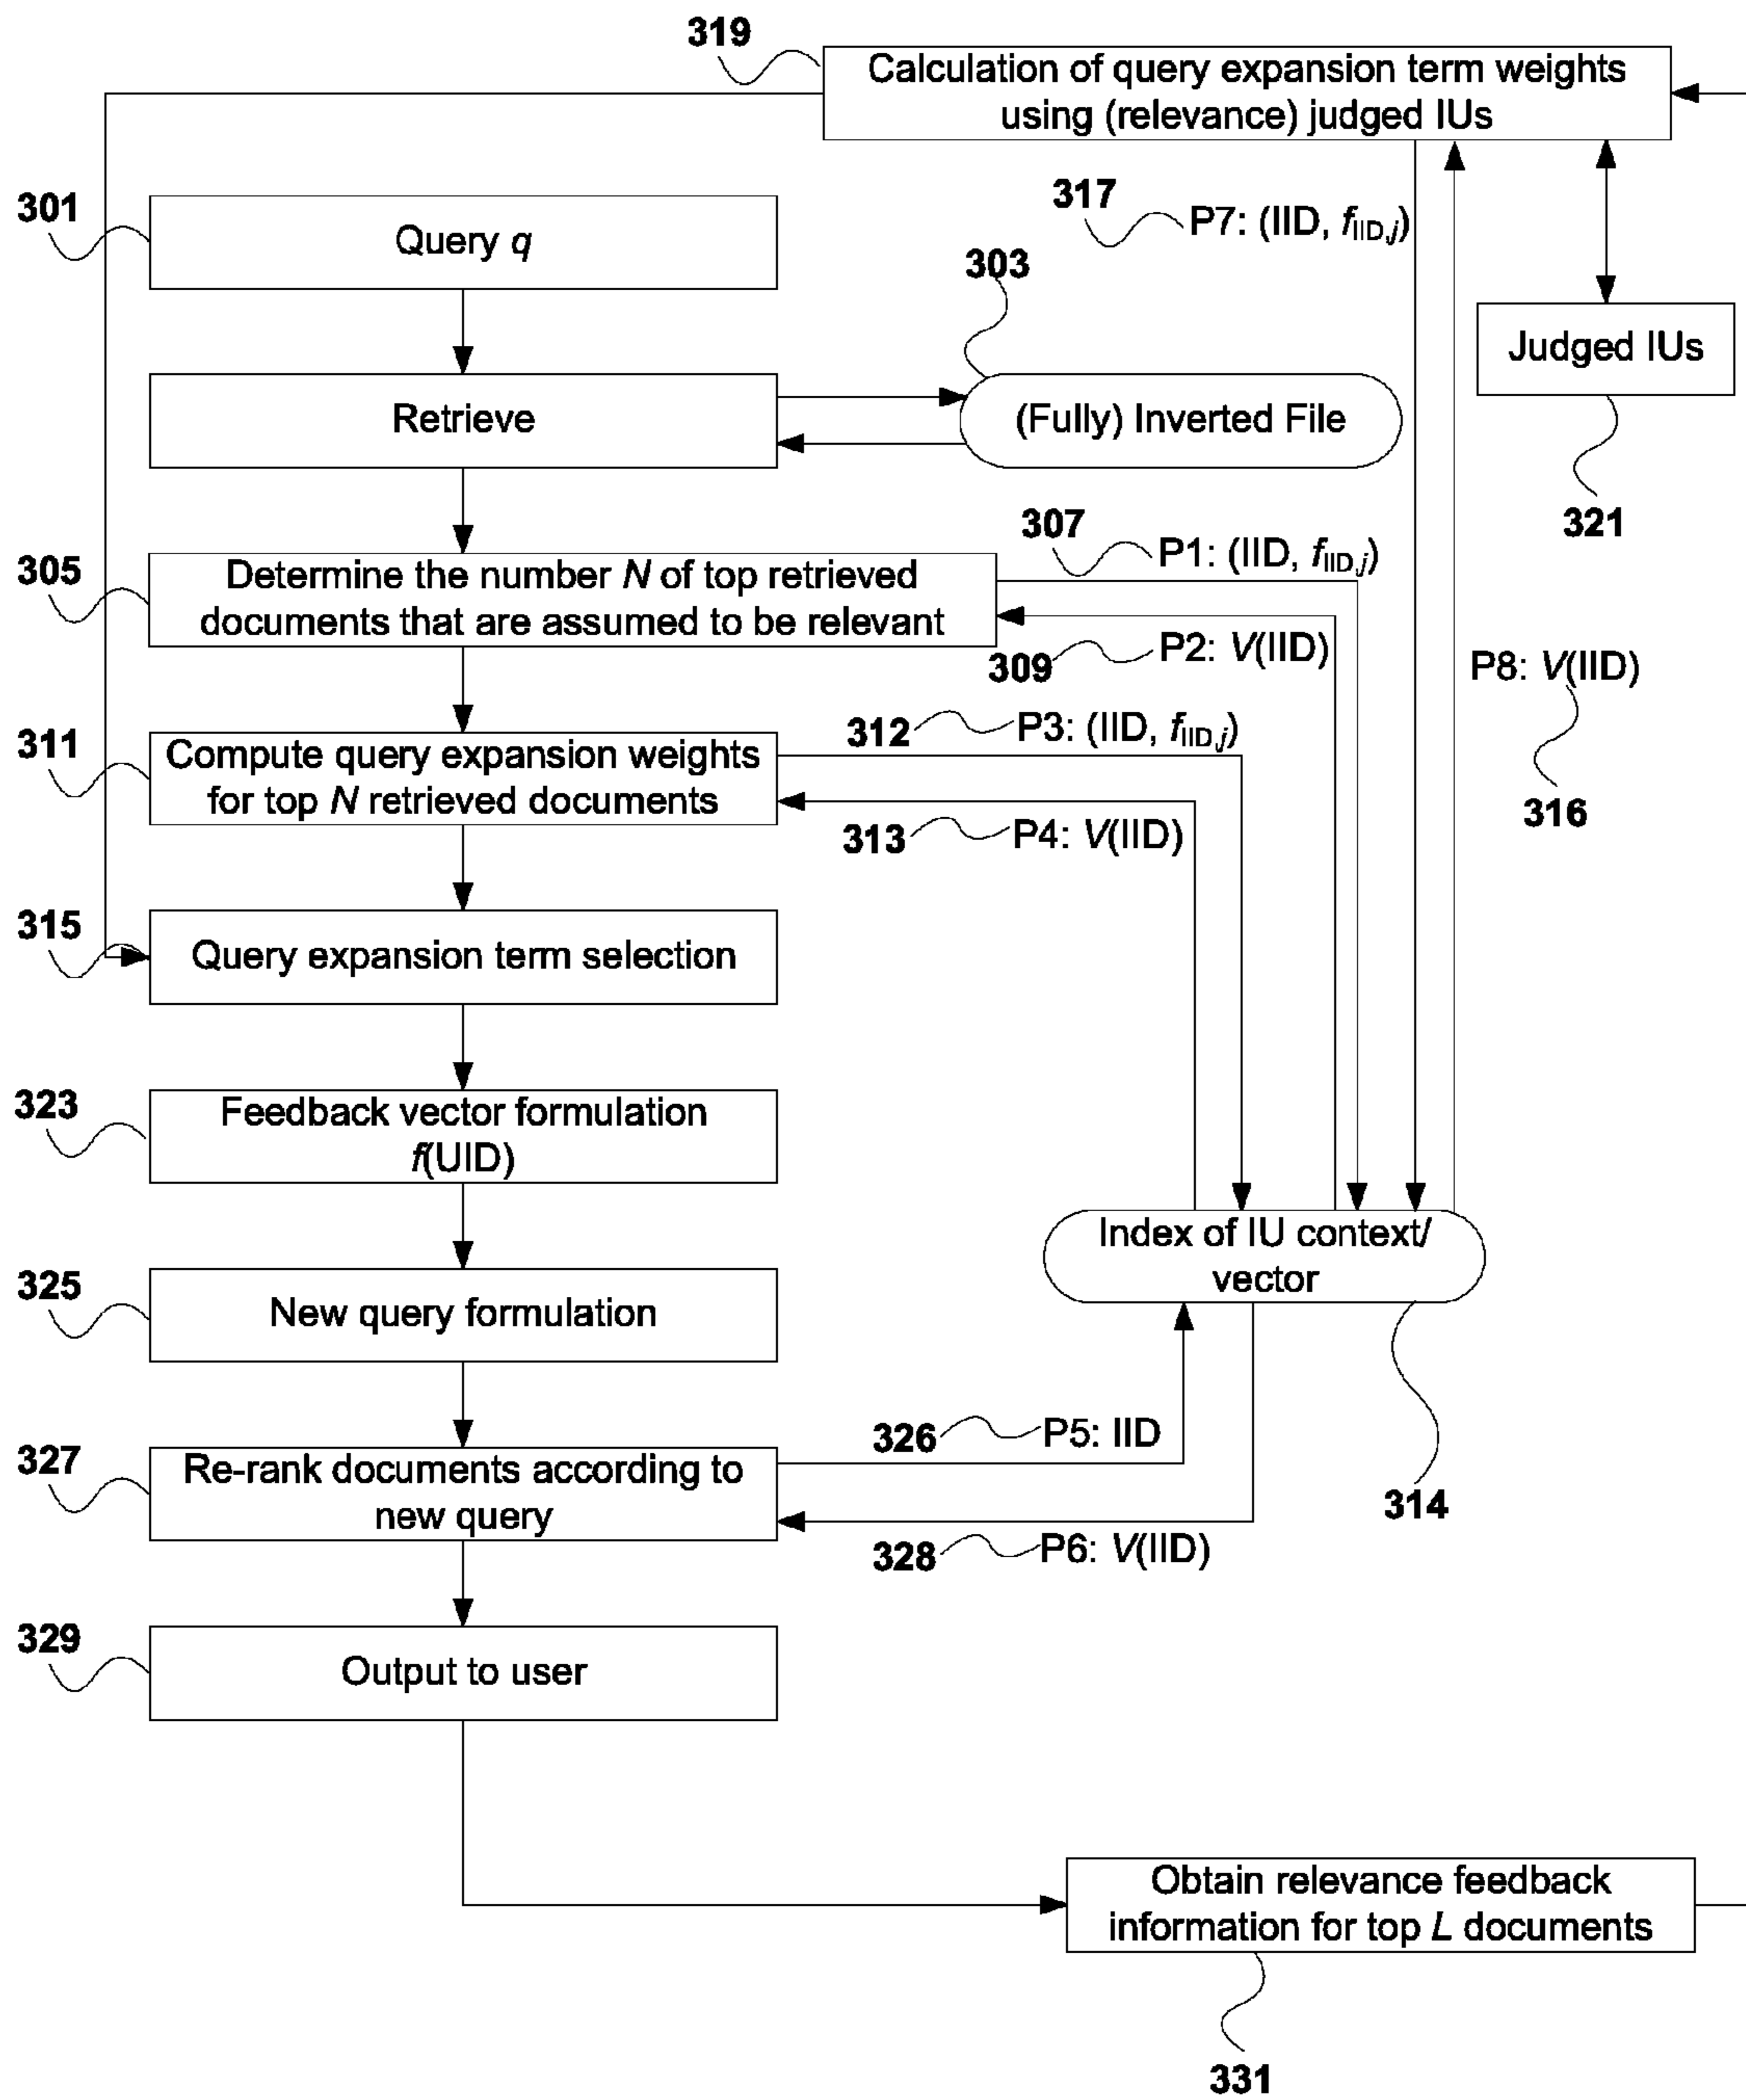 319
Calculation of query expansion term weights
using (relevance) judged IUs
301
Query q
317
P7: (IID, fIID,j)
303
Judged IUs
Retrieve
(Fully) Inverted File
321
307
P1: (IID, fIID,j)
305
Determine the number N of top retrieved
documents that are assumed to be relevant
309
P2: V(IID)
P8: V(IID)
316
311
Compute query expansion weights
for top N retrieved documents
312
P3: (IID, fIID,j)
313
P4: V(IID)
315
Query expansion term selection
323
Feedback vector formulation
f(UID)
Index of IU context/
vector
325
New query formulation
326
P5: IID
314
327
Re-rank documents according to
new query
328
P6: V(IID)
329
Output to user
Obtain relevance feedback
information for top L documents
331